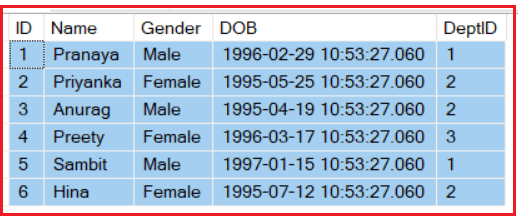 ID Name Gender DOB DeptID
1 Pranaya Male 1996-02-29 10:53:27.060 1
2 Priyanka Female 1995-05-25 10:53:27.060 2
3 Anurag Male 1995-04-19 10:53:27.060 2
4 Preety Female 1996-03-17 10:53:27.060 3
5 Sambit Male 1997-01-15 10:53:27.060 1
6 Hina Female 1995-07-12 10:53:27.060 2